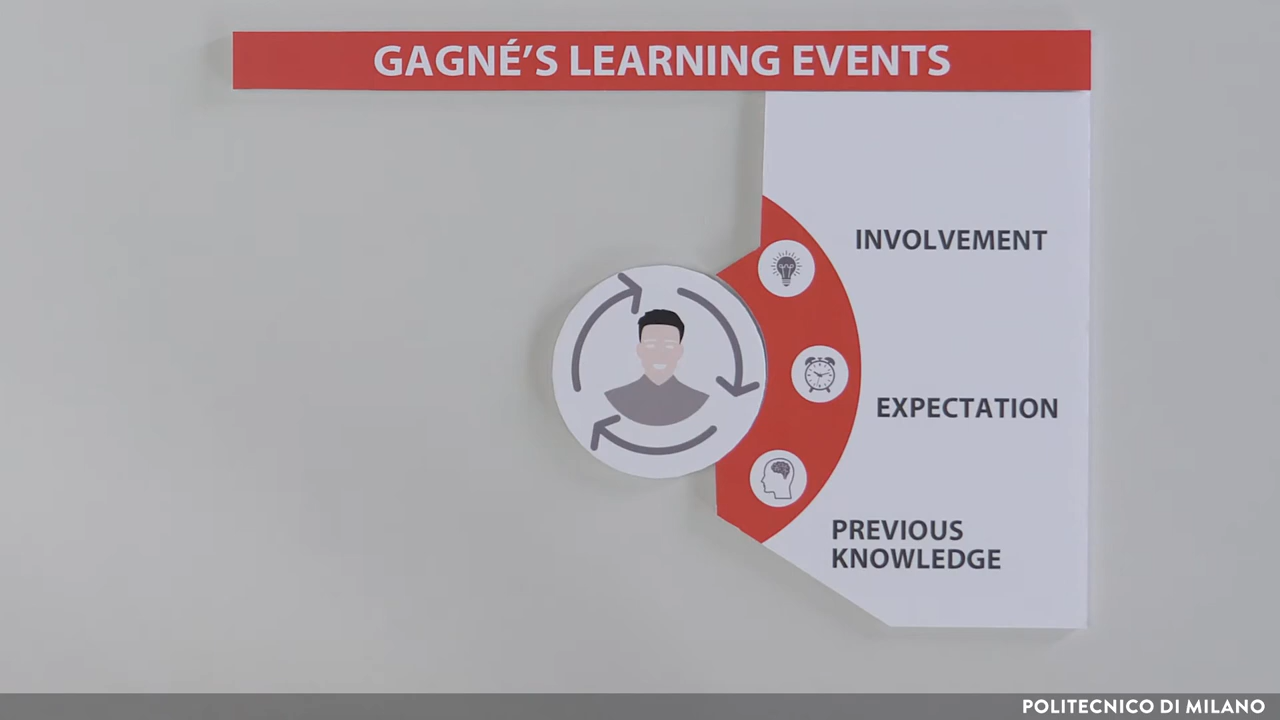 GAGNÉ'S LEARNING EVENTS
INVOLVEMENT
EXPECTATION
PREVIOUS
KNOWLEDGE
POLITECNICO DI MILANO